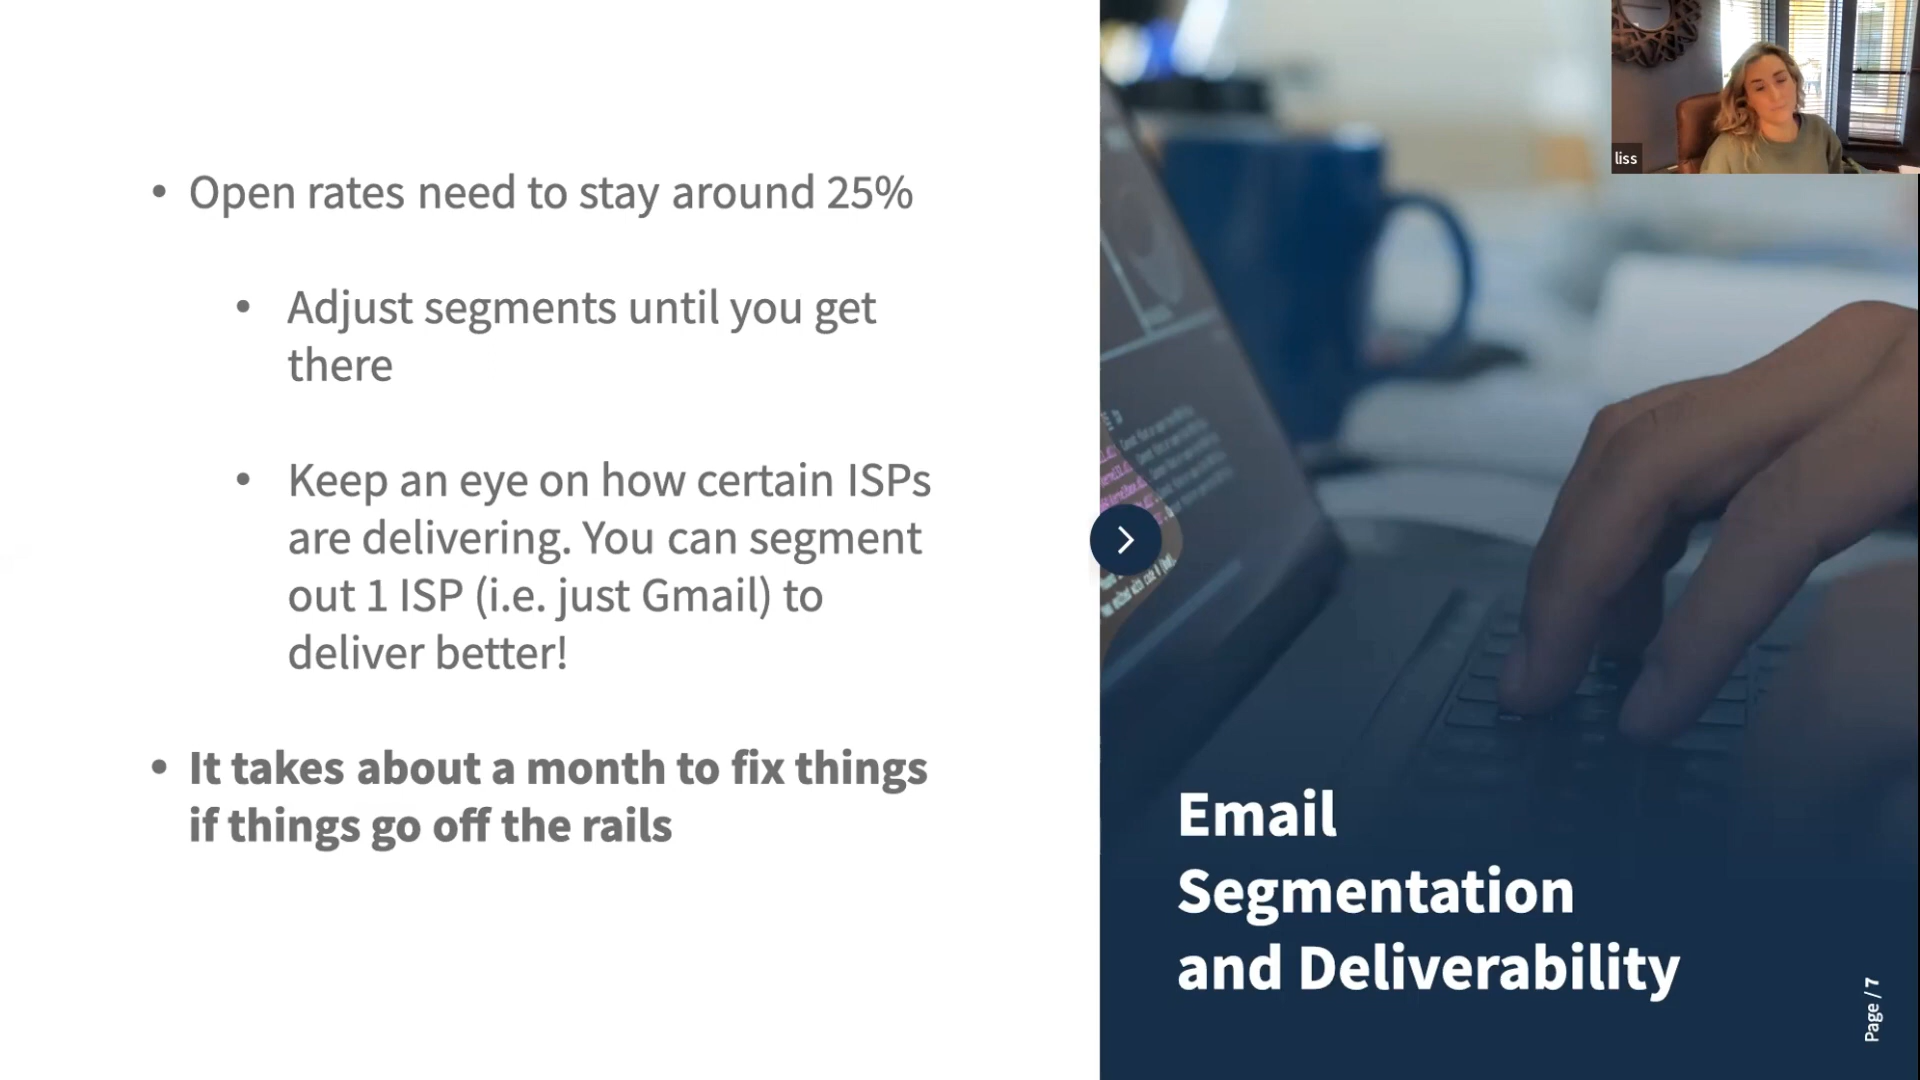 • Open rates need to stay around 25%
• Adjust segments until you get
there
• Keep an eye on how certain ISPs
are delivering. You can segment
out 1 ISP (i.e. just Gmail) to
deliver better!
• It takes about a month to fix things
if things go off the rails
liss
Email
Segmentation
and Deliverability
Page / 7